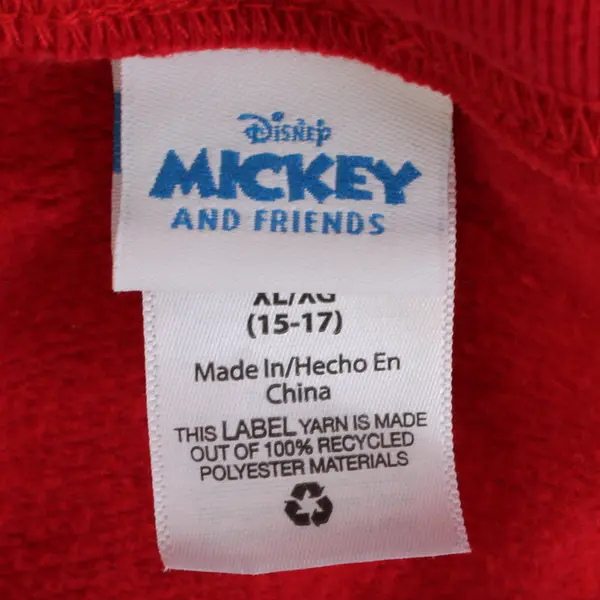 Disney
MICKEY
AND FRIENDS
XL/XG
(15-17)
Made In/Hecho En
China
THIS LABEL YARN IS MADE
OUT OF 100% RECYCLED
POLYESTER MATERIALS